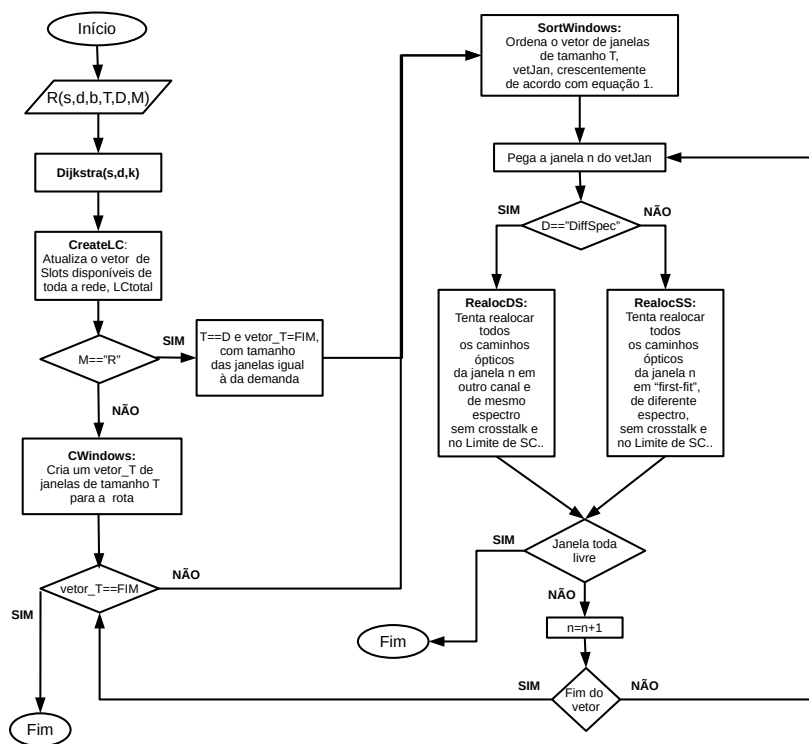 Início
R(s,d,b,T,D,M)
Dijkstra(s,d,k)
CreateLC:
Atualiza o vetor de
Slots disponíveis de
toda a rede, LCtotal
M=="R"
SIM
T==D e vetor_T=FIM,
com tamanho
das janelas igual
à da demanda
NÃO
CWindows:
Cria um vetor_T de
janelas de tamanho T
para a rota
vetor_T==FIM
NÃO
SIM
Fim
SortWindows:
Ordena o vetor de janelas
de tamanho T,
vetJan, crescentemente
de acordo com equação 1.
Pega a janela n do vetJan
SIM
NÃO
D=="DiffSpec"
RealocDS:
Tenta realocar
todos
os caminhos
ópticos
da janela n em
outro canal e
de mesmo
espectro
sem crosstalk e
no Limite de SC..
RealocSS:
Tenta realocar
todos
os caminhos
ópticos
da janela n
em “first-fit”,
de diferente
espectro,
sem crosstalk e
no Limite de SC..
SIM
Janela toda
livre
NÃO
Fim
n=n+1
SIM
Fim do
vetor
NÃO